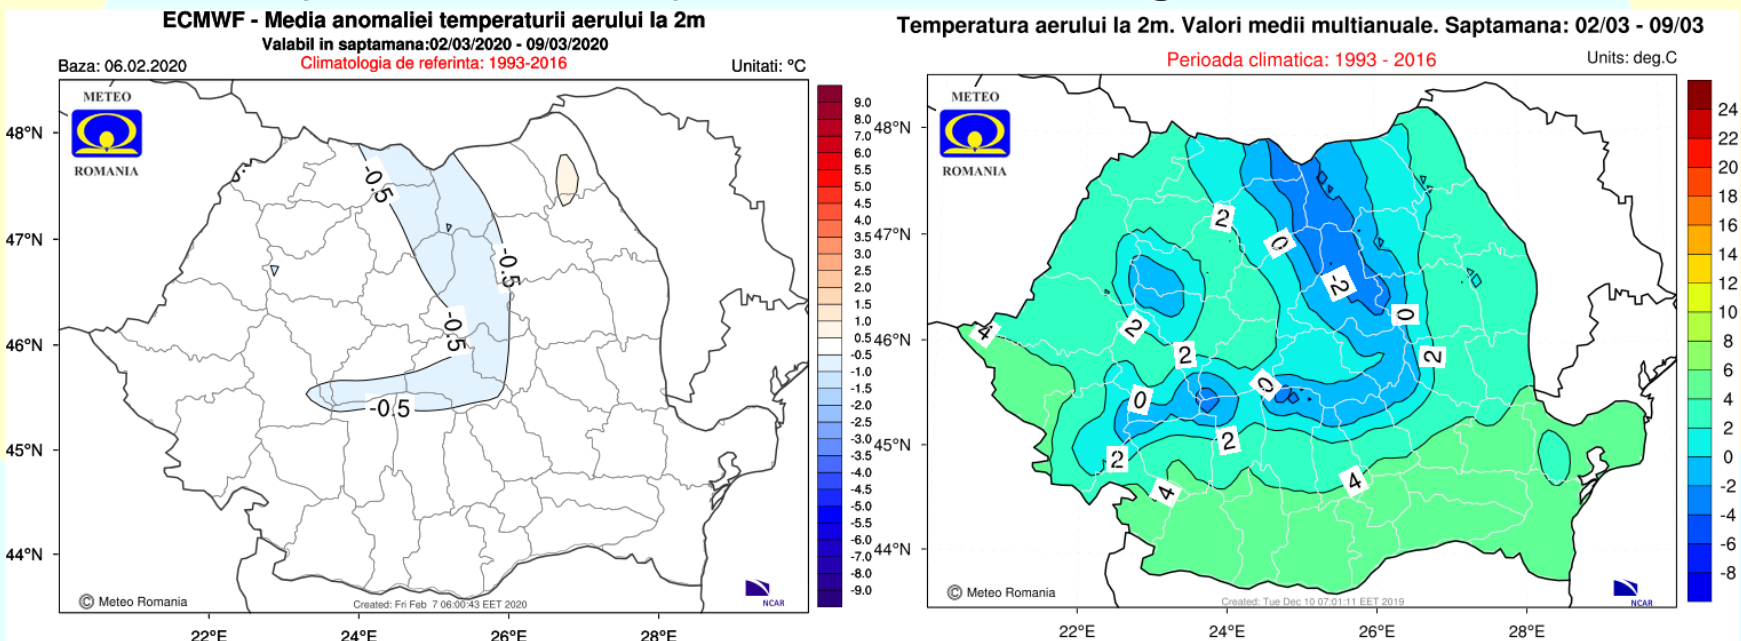 ECMWF - Media anomaliei temperaturii aerului la 2m
Valabil in saptamana:02/03/2020 - 09/03/2020
Baza: 06.02.2020
Climatologia de referinta: 1993-2016
Unitati: °C
METEO
ROMANIA
48°N
47°N
46°N
45°N
44°N
-0.5
-0.5
-0.5
-0.5
9.0
8.0
7.0
6.0
5.5
5.0
4.5
4.0
3.5
3.0
2.5
2.0
1.5
1.0
0.5
-0.5
-1.0
-1.5
-2.0
-2.5
-3.0
-3.5
-4.0
-4.5
-5.0
-5.5
-6.0
-7.0
-8.0
-9.0
© Meteo Romania
Created: Fri Feb 7 06:00:43 EET 2020
NCAR
22°E
24°E
26°E
28°E
Temperatura aerului la 2m. Valori medii multianuale. Saptamana: 02/03 - 09/03
Perioada climatica: 1993 - 2016
Units: deg.C
METEO
ROMANIA
48°N
47°N
46°N
45°N
44°N
2
0
-2
0
4
2
2
2
0
0
2
2
4
4
24
22
20
18
16
14
12
10
8
6
4
2
0
-2
-4
-6
-8
© Meteo Romania
Created: Tue Dec 10 07:01:11 EET 2019
NCAR
22°E
24°E
26°E
28°E